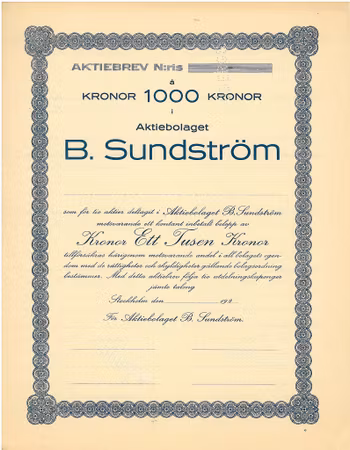 AKTIEBREV N:ris
à
KRONOR 1000 KRONOR
i
Aktiebolaget
B. Sundström
som för tio aktier deltagit i Aktiebolaget B. Sundström
motsvarande ett kontant inbetalt belopp av
Kronor Ett Tusen Kronor
tillförsäkras härigenom motsvarande andel i all bolagets egen-
dom med de rättigheter och skyldigheter gällande bolagsordning
bestämmer. Med detta aktiebrev följa tio utdelningskuponger
jämte talong
Stockholm den 192
För Aktiebolaget B. Sundström.